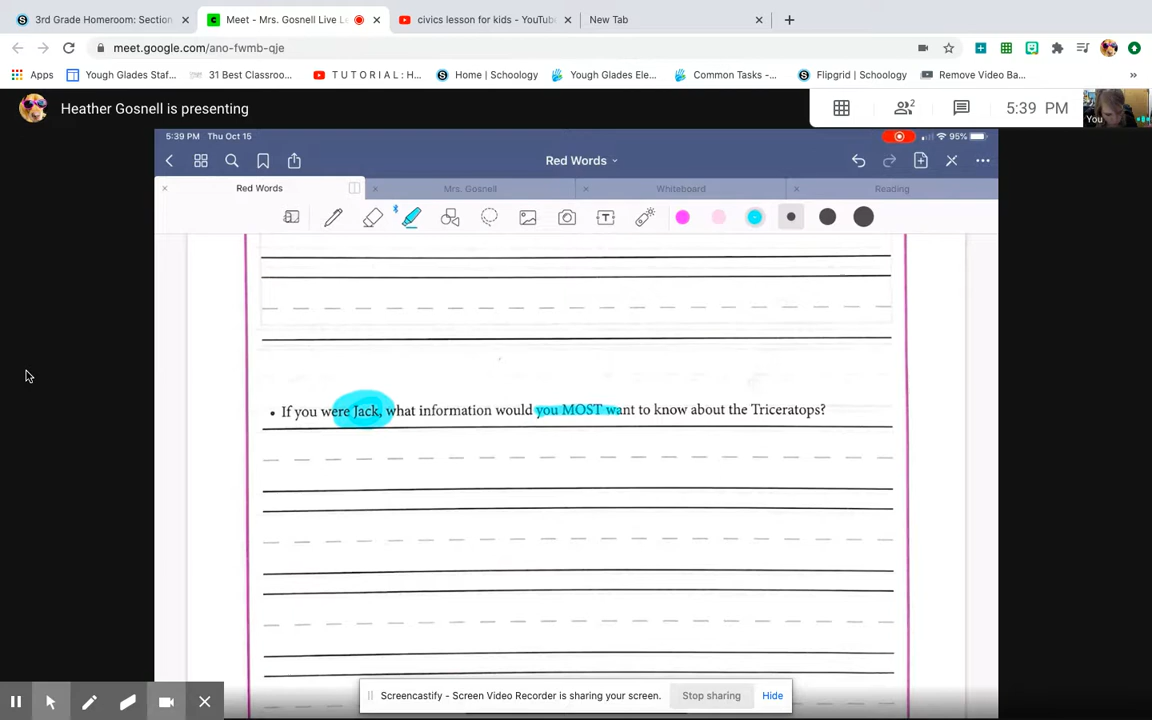 3rd Grade Homeroom: Section
Meet - Mrs. Gosnell Live L
civics lesson for kids - YouTub
New Tab
meet.google.com/ano-fwmb-qje
Apps
Yough Glades Staf...
31 Best Classroo...
T U T O R I A L : H...
Home | Schoology
Yough Glades Ele...
Common Tasks -...
Flipgrid | Schoology
Remove Video Ba...
Heather Gosnell is presenting
2
5:39 PM
You
5:39 PM Thu Oct 15
95%
Red Words
Red Words
Mrs. Gosnell
Whiteboard
Reading
• If you were Jack, what information would you MOST want to know about the Triceratops?
Screencastify - Screen Video Recorder is sharing your screen.
Stop sharing
Hide